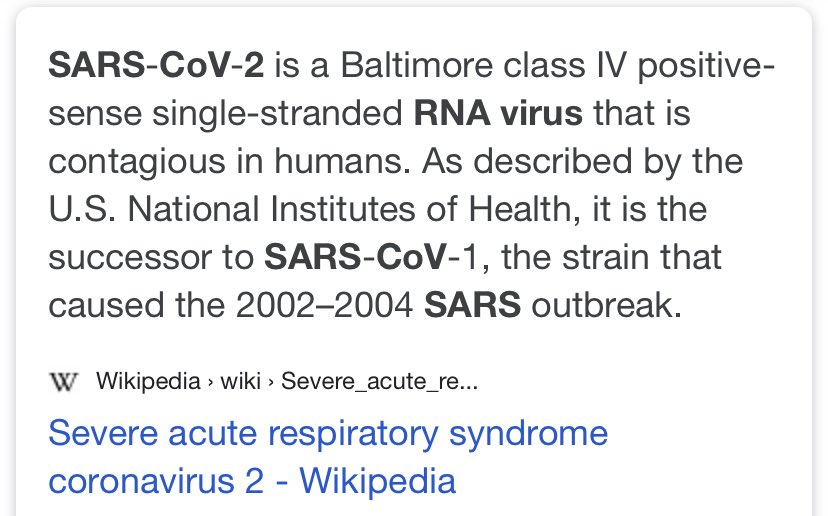 SARS-CoV-2 is a Baltimore class IV positive-
sense single-stranded RNA virus that is
contagious in humans. As described by the
U.S. National Institutes of Health, it is the
successor to SARS-CoV-1, the strain that
caused the 2002–2004 SARS outbreak.
W Wikipedia › wiki › Severe_acute_re...
Severe acute respiratory syndrome
coronavirus 2 - Wikipedia